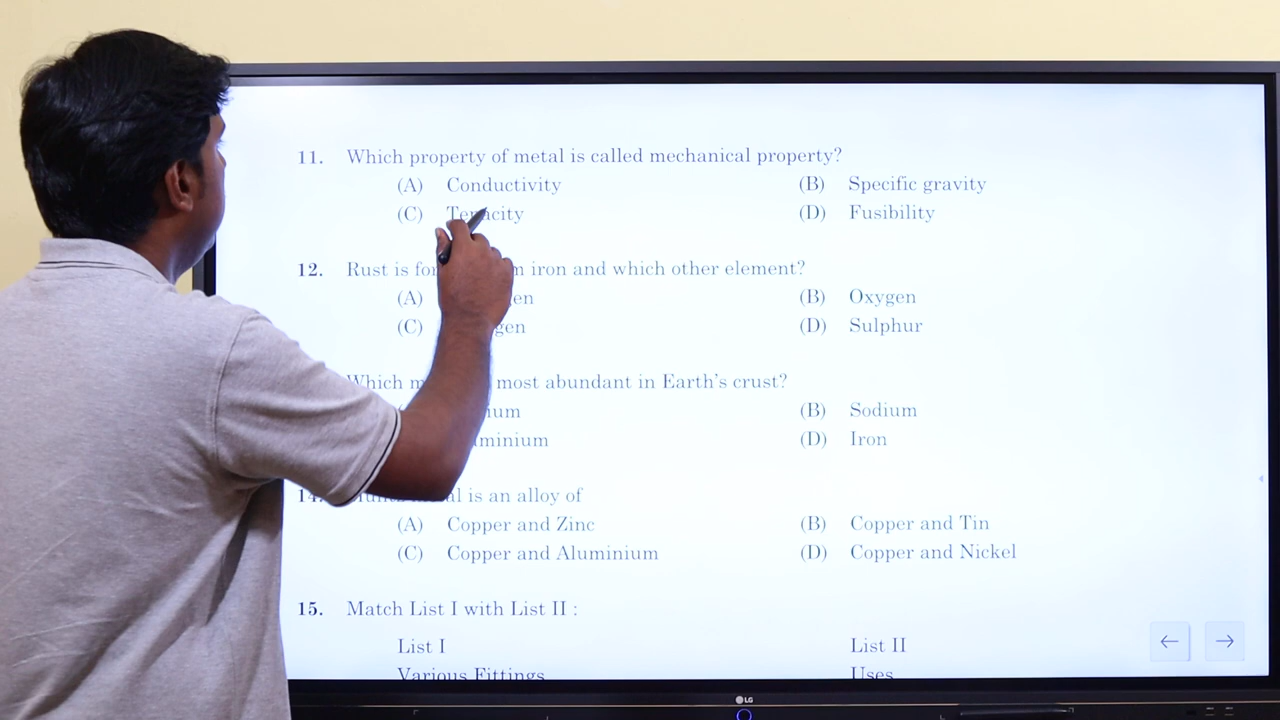 11. Which property of metal is called mechanical property?
(A) Conductivity (B) Specific gravity
(C) Tenacity (D) Fusibility
12. Rust is iron and which other element?
(A) (B) Oxygen
(C) (D) Sulphur
Which most abundant in Earth's crust?
(B) Sodium
(D) Iron
14. is an alloy of
(A) Copper and Zinc (B) Copper and Tin
(C) Copper and Aluminium (D) Copper and Nickel
15. Match List I with List II :
List I List II
Various Fittings Uses
LG